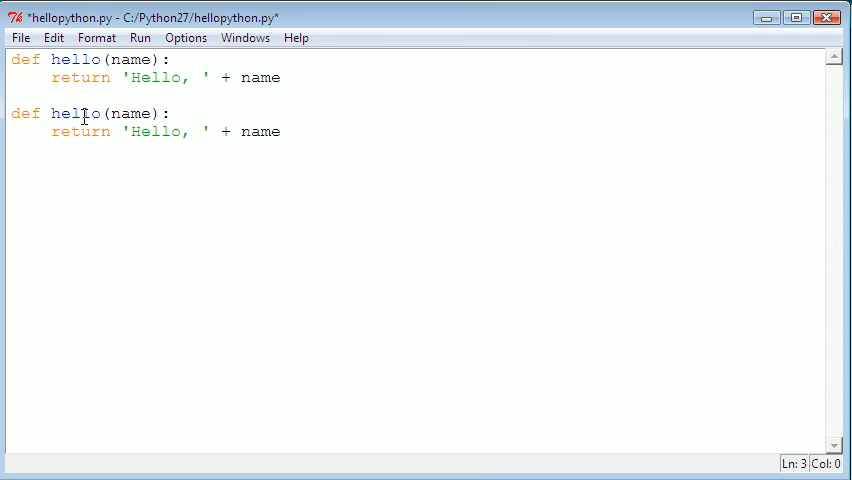 *hellopython.py - C:/Python27/hellopython.py*
File Edit Format Run Options Windows Help
def hello(name):
    return 'Hello, ' + name

def hello(name):
    return 'Hello, ' + name
Ln: 3 Col: 0